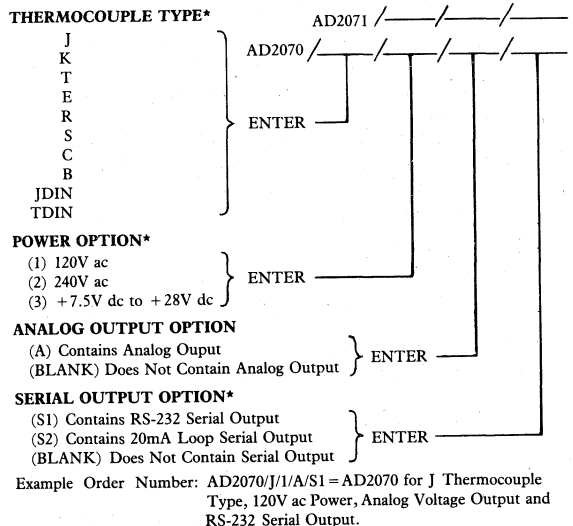 THERMOCOUPLE TYPE*
AD2071 /——/——/——
J
AD2070 /——/——/——/——
K
T
E
R
ENTER
S
C
B
JDIN
TDIN
POWER OPTION*
(1) 120V ac
(2) 240V ac
ENTER
(3) +7.5V dc to +28V dc
ANALOG OUTPUT OPTION
(A) Contains Analog Ouput
ENTER
(BLANK) Does Not Contain Analog Output
SERIAL OUTPUT OPTION*
(S1) Contains RS-232 Serial Output
(S2) Contains 20mA Loop Serial Output
ENTER
(BLANK) Does Not Contain Serial Output
Example Order Number: AD2070/J/1/A/S1 = AD2070 for J Thermocouple
Type, 120V ac Power, Analog Voltage Output and
RS-232 Serial Output.